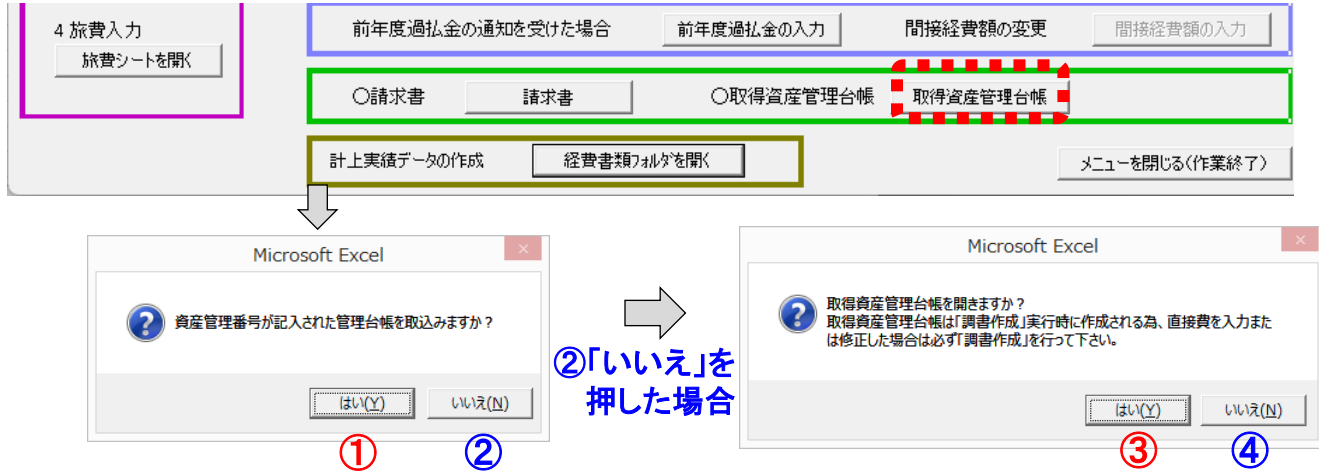 4 旅費入力
旅費シートを開く
前年度過払金の通知を受けた場合 前年度過払金の入力 間接経費額の変更 間接経費額の入力
○請求書 請求書 ○取得資産管理台帳 取得資産管理台帳
計上実績データの作成 経費書類フォルダを開く メニューを閉じる(作業終了)
Microsoft Excel
資産管理番号が記入された管理台帳を取込みますか？
はい(Y) いいえ(N)
① ②
②「いいえ」を
押した場合
Microsoft Excel
取得資産管理台帳を開きますか？
取得資産管理台帳は「調書作成」実行時に作成される為、直接費を入力また
は修正した場合は必ず「調書作成」を行って下さい。
はい(Y) いいえ(N)
③ ④